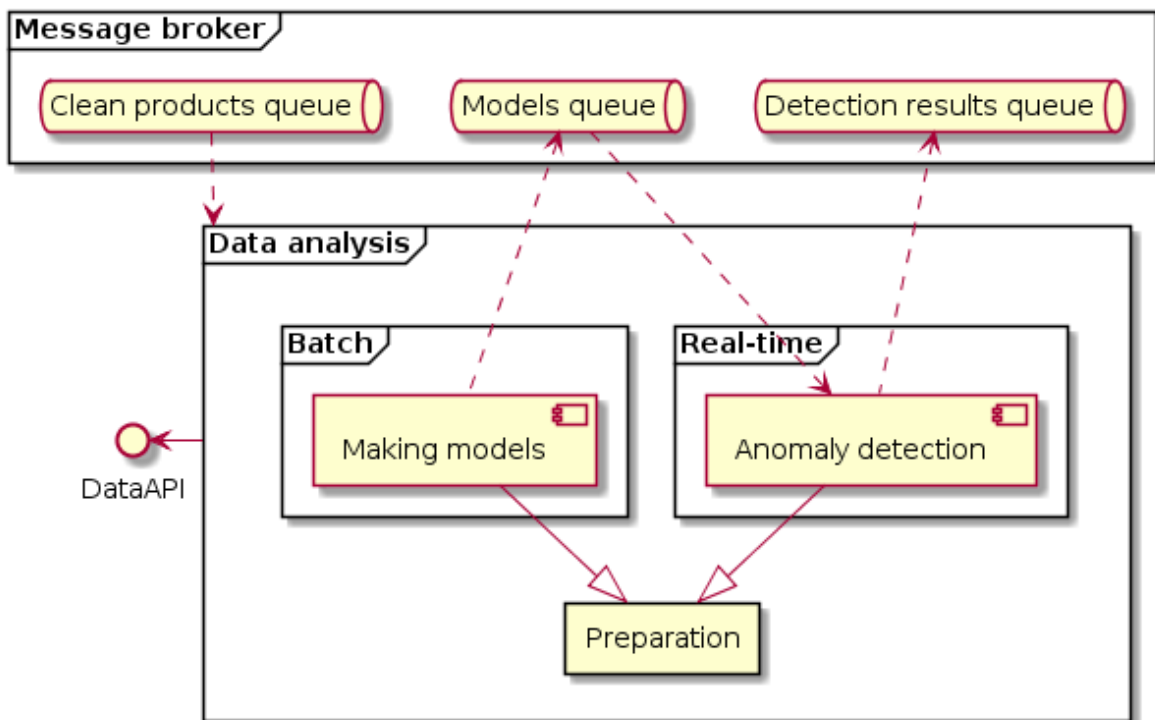 Message broker
Clean products queue
Models queue
Detection results queue
Data analysis
Batch
Real-time
Making models
Anomaly detection
DataAPI
Preparation